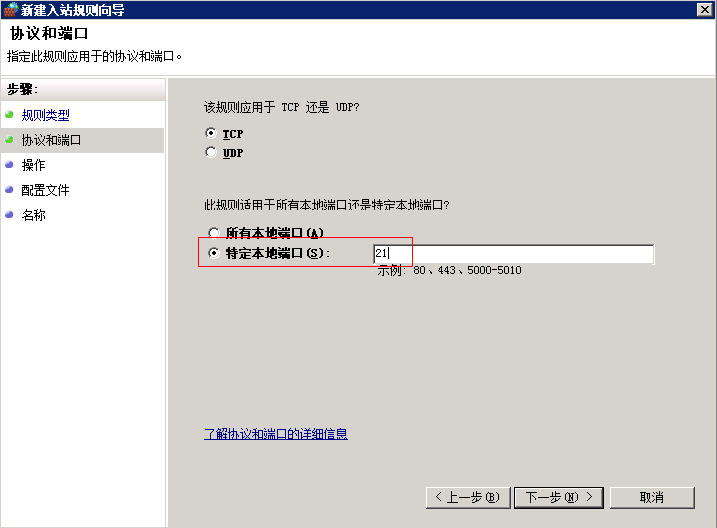 新建入站规则向导
协议和端口
指定此规则应用于的协议和端口。
步骤:
规则类型
协议和端口
操作
配置文件
名称
该规则应用于 TCP 还是 UDP?
TCP
UDP
此规则适用于所有本地端口还是特定本地端口?
所有本地端口(A)
特定本地端口(S): 21
示例: 80、443、5000-5010
了解协议和端口的详细信息
< 上一步(B) 下一步(N) > 取消